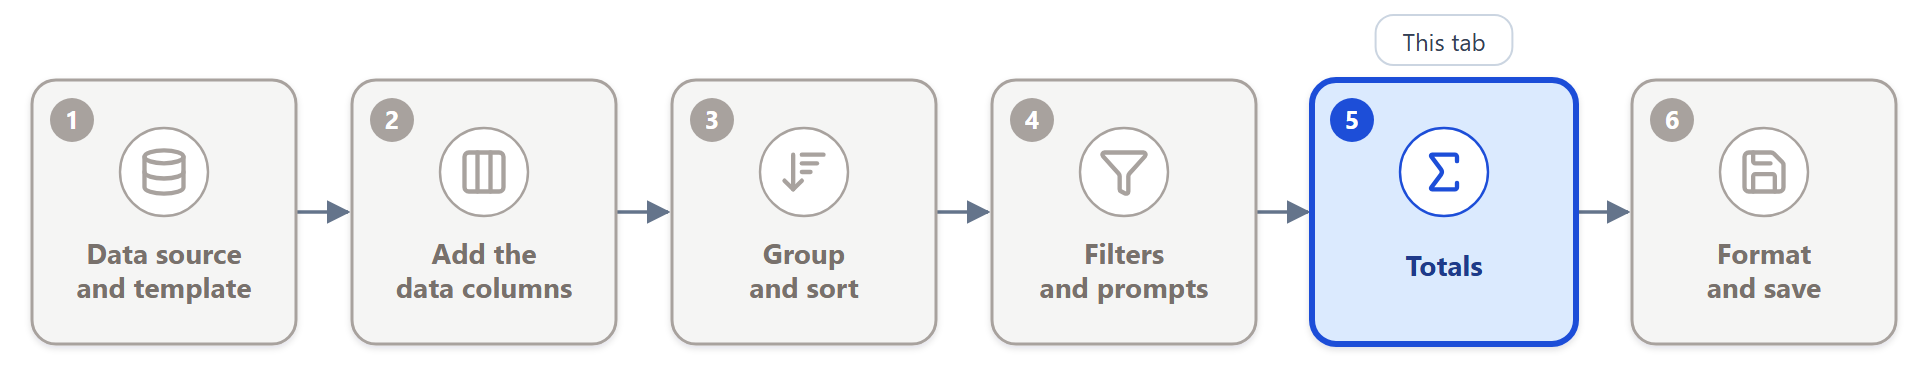 This tab
1
Data source
and template
2
Add the
data columns
3
Group
and sort
4
Filters
and prompts
5
Totals
6
Format
and save